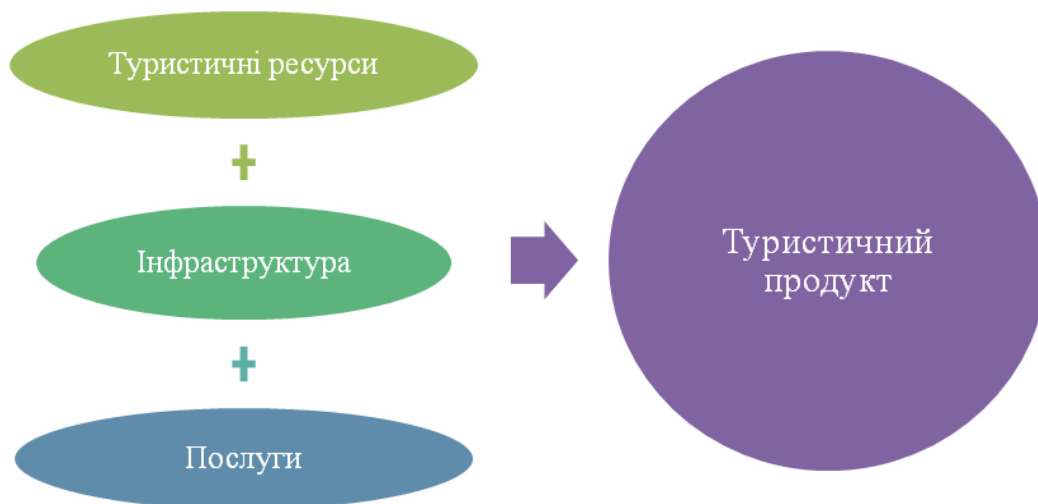 Туристичні ресурси
+
Інфраструктура
+
Послуги
Туристичний
продукт